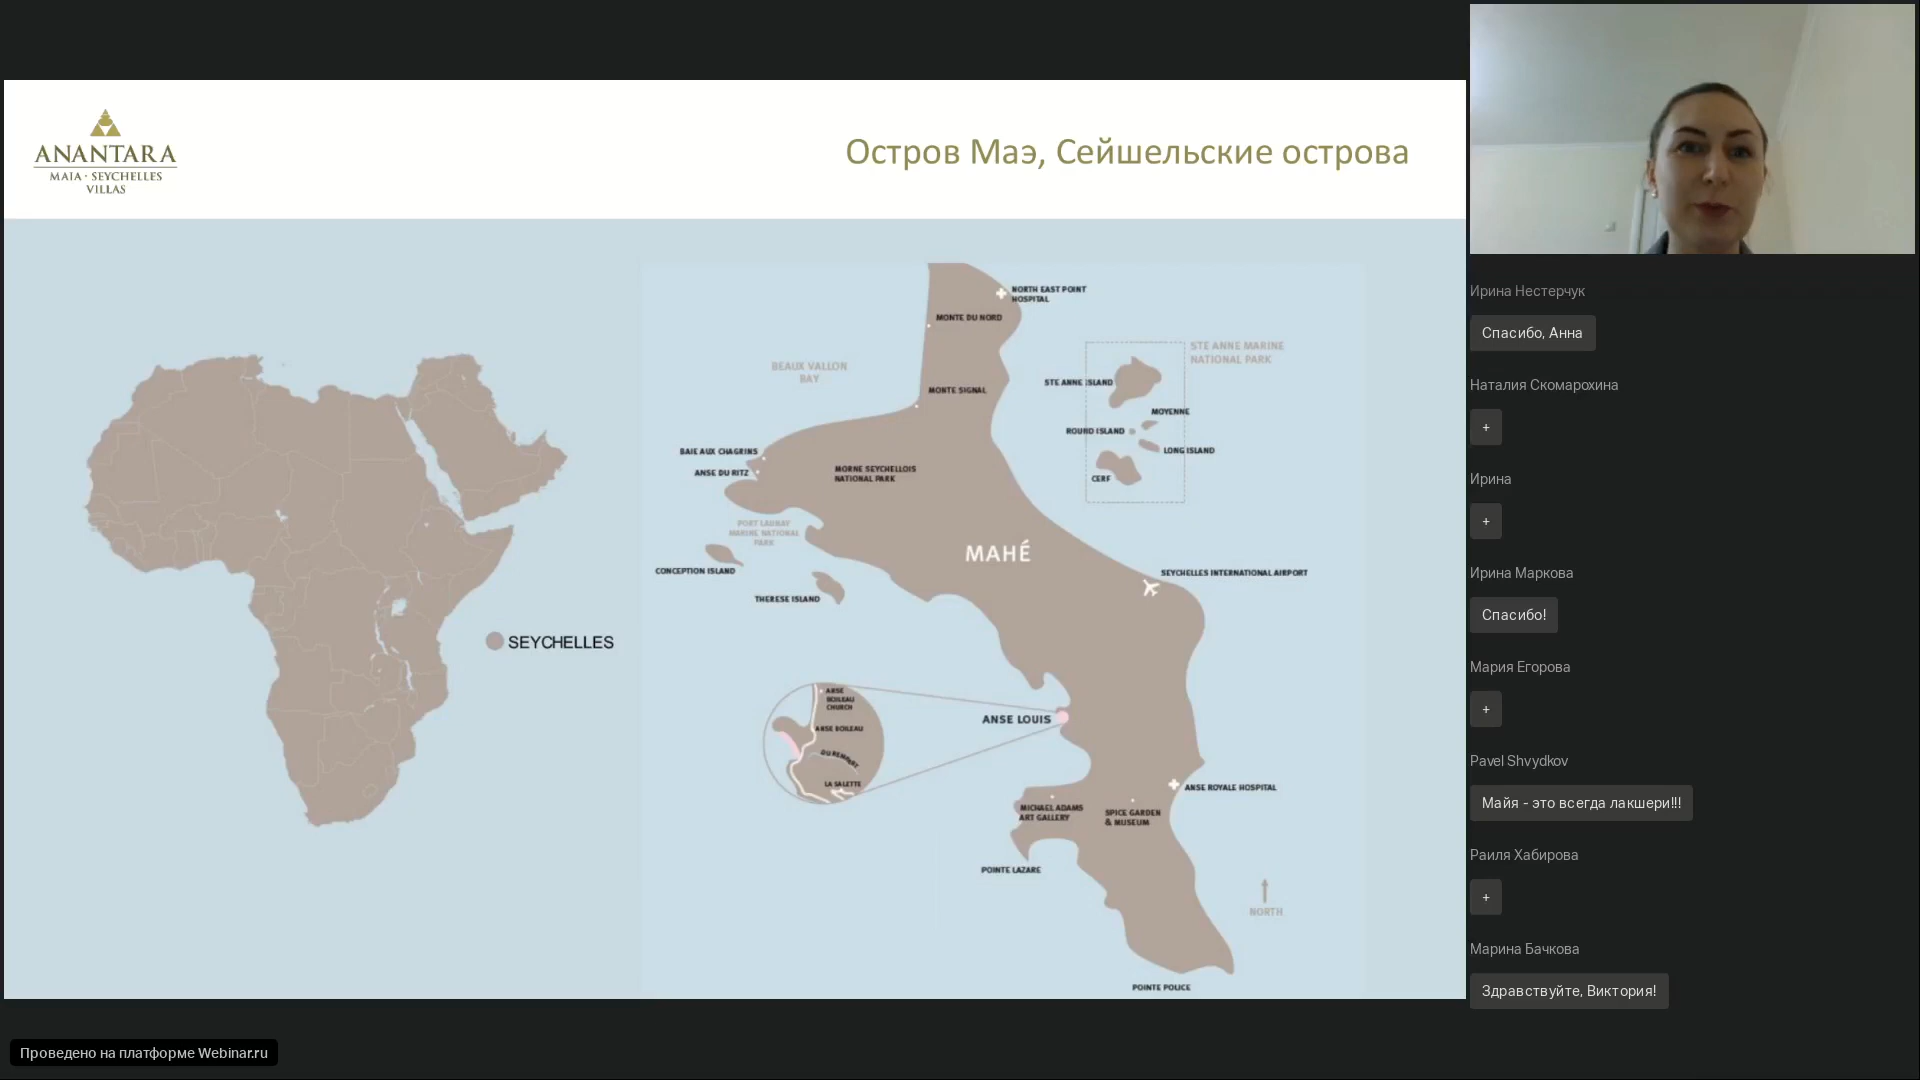 ANANTARA
MAIA · SEYCHELLES
VILLAS
Остров Маэ, Сейшельские острова
SEYCHELLES
NORTH EAST POINT
HOSPITAL
MONTE DU NORD
BEAUX VALLON
BAY
MONTE SIGNAL
STE ANNE MARINE
NATIONAL PARK
STE ANNE ISLAND
MOYENNE
ROUND ISLAND
LONG ISLAND
CERF
BAIE AUX CHAGRINS
ANSE DU RITZ
MORNE SEYCHELLOIS
NATIONAL PARK
PORT LAUNAY
MARINE NATIONAL
PARK
CONCEPTION ISLAND
THERESE ISLAND
MAHÉ
SEYCHELLES INTERNATIONAL AIRPORT
ANSE
BOILEAU
CHURCH
ANSE BOILEAU
DU REMPART
LA SALETTE
ANSE LOUIS
ANSE ROYALE HOSPITAL
MICHAEL ADAMS
ART GALLERY
SPICE GARDEN
& MUSEUM
POINTE LAZARE
NORTH
POINTE POLICE
Ирина Нестерчук
Спасибо, Анна
Наталия Скомарохина
+
Ирина
+
Ирина Маркова
Спасибо!
Мария Егорова
+
Pavel Shvydkov
Майя - это всегда лакшери!!!
Раиля Хабирова
+
Марина Бачкова
Здравствуйте, Виктория!
Проведено на платформе Webinar.ru